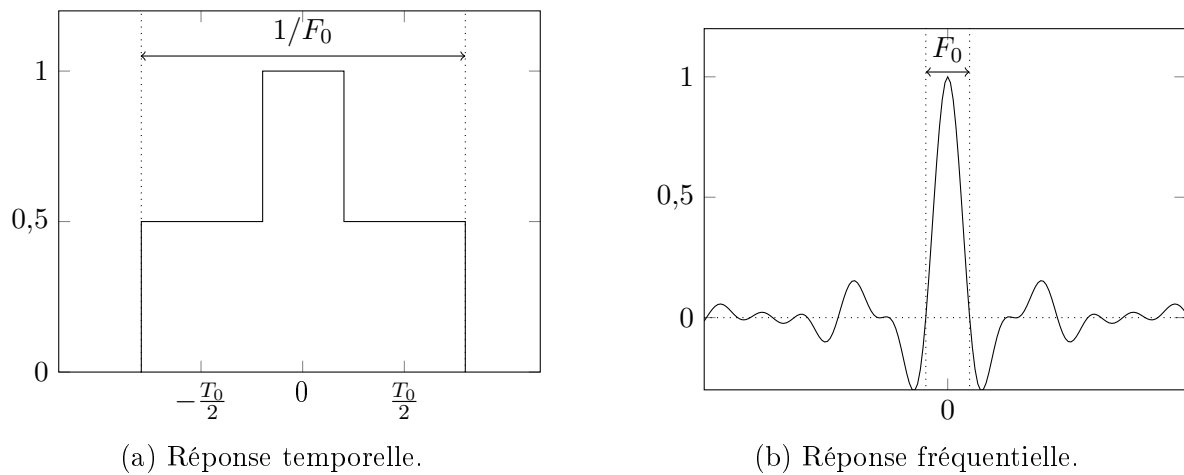 1/F₀
1
0,5
0
−T₀/2
0
T₀/2
(a) Réponse temporelle.
F₀
1
0,5
0
0
(b) Réponse fréquentielle.